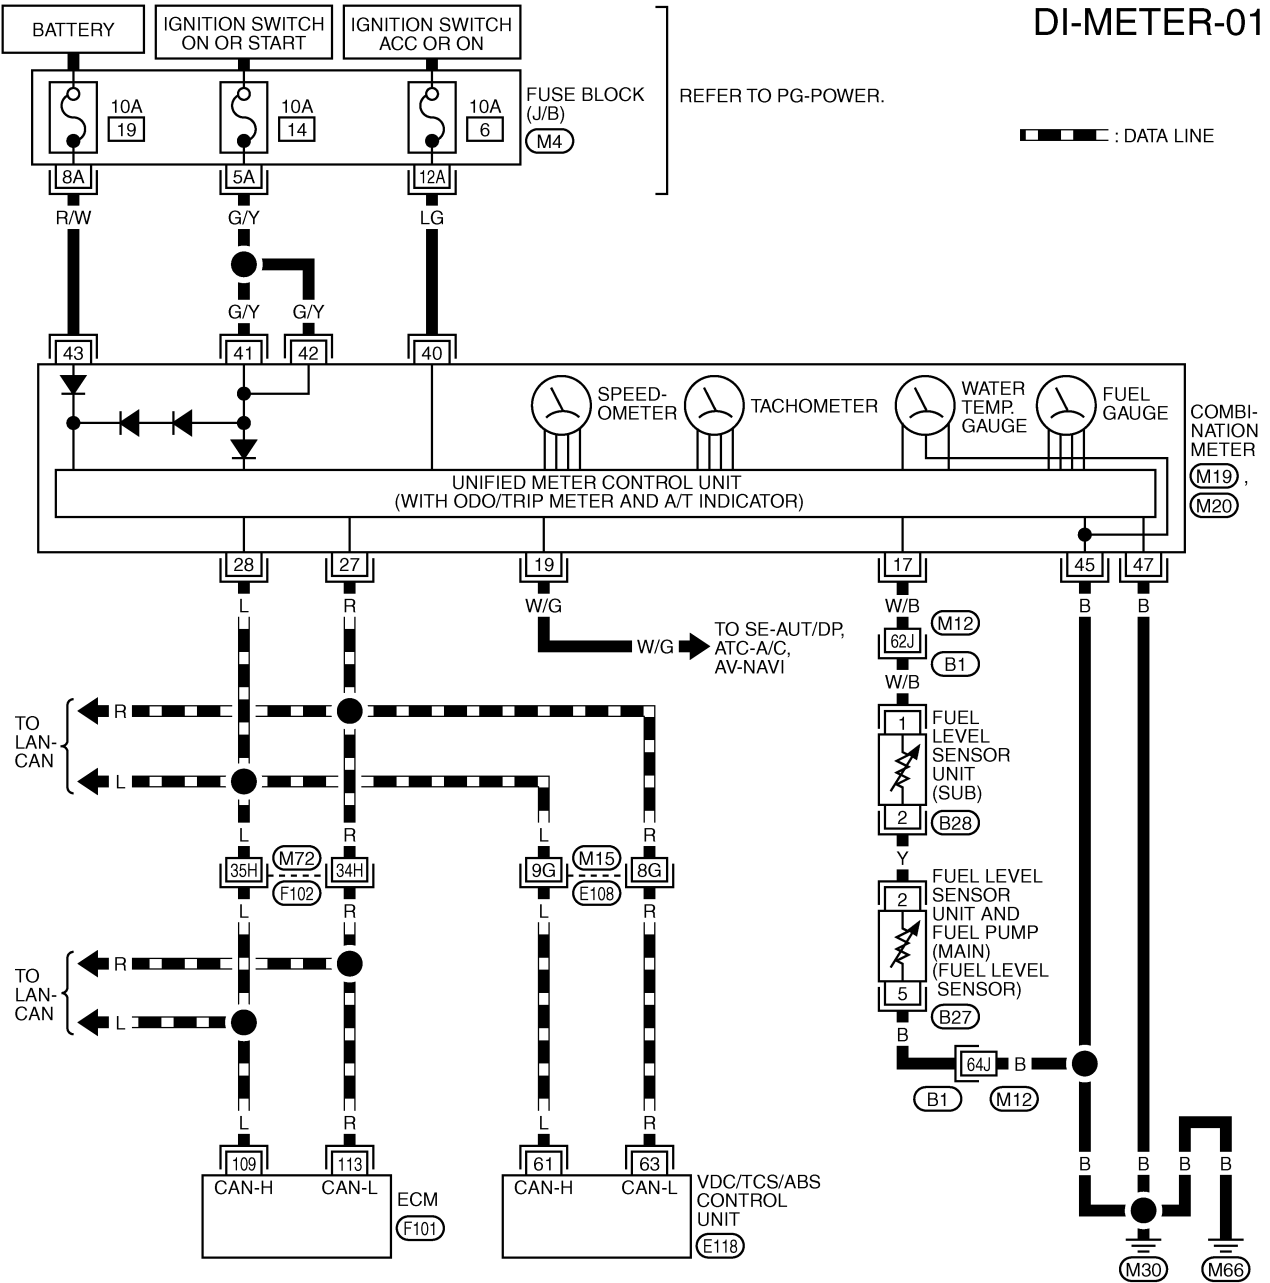 DI-METER-01
BATTERY
IGNITION SWITCH
ON OR START
IGNITION SWITCH
ACC OR ON
10A
19
10A
14
10A
6
FUSE BLOCK
(J/B)
M4
REFER TO PG-POWER.
: DATA LINE
8A
5A
12A
R/W
G/Y
LG
G/Y
G/Y
43
41
42
40
SPEED-
OMETER
TACHOMETER
WATER
TEMP.
GAUGE
FUEL
GAUGE
COMBI-
NATION
METER
M19 ,
M20
UNIFIED METER CONTROL UNIT
(WITH ODO/TRIP METER AND A/T INDICATOR)
28
27
19
17
45
47
L
R
W/G
W/B
B
B
W/G
TO SE-AUT/DP,
ATC-A/C,
AV-NAVI
62J
M12
B1
W/B
TO
LAN-
CAN
R
L
1
FUEL
LEVEL
SENSOR
UNIT
(SUB)
2
B28
L
R
L
R
35H
M72
F102
34H
9G
M15
E108
8G
Y
L
R
L
R
2
FUEL LEVEL
SENSOR
UNIT AND
FUEL PUMP
(MAIN)
(FUEL LEVEL
SENSOR)
5
B27
TO
LAN-
CAN
R
L
B
64J
B
B1
M12
L
R
L
R
109
113
61
63
CAN-H
CAN-L
ECM
F101
CAN-H
CAN-L
VDC/TCS/ABS
CONTROL
UNIT
E118
B
B
B
B
M30
M66